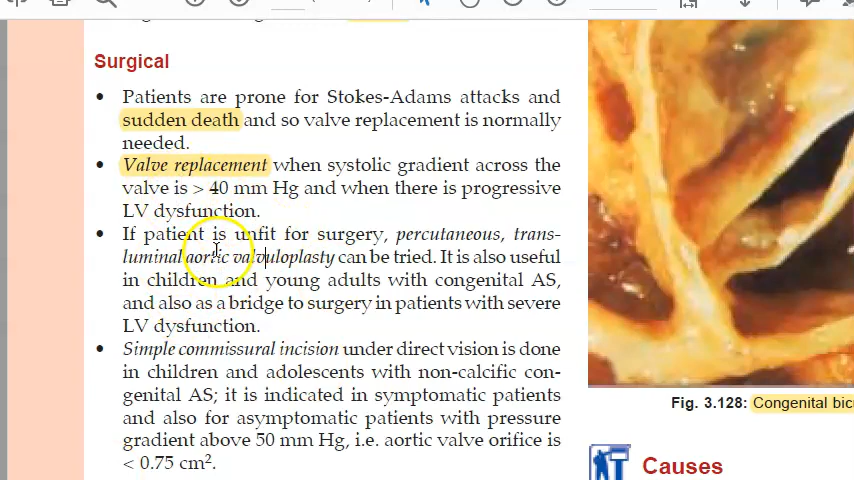 Surgical
• Patients are prone for Stokes-Adams attacks and
sudden death and so valve replacement is normally
needed.
• Valve replacement when systolic gradient across the
valve is > 40 mm Hg and when there is progressive
LV dysfunction.
• If patient is unfit for surgery, percutaneous, trans-
luminal aortic valvuloplasty can be tried. It is also useful
in children and young adults with congenital AS,
and also as a bridge to surgery in patients with severe
LV dysfunction.
• Simple commissural incision under direct vision is done
in children and adolescents with non-calcific con-
genital AS; it is indicated in symptomatic patients
and also for asymptomatic patients with pressure
gradient above 50 mm Hg, i.e. aortic valve orifice is
< 0.75 cm².
Fig. 3.128: Congenital bic
Causes